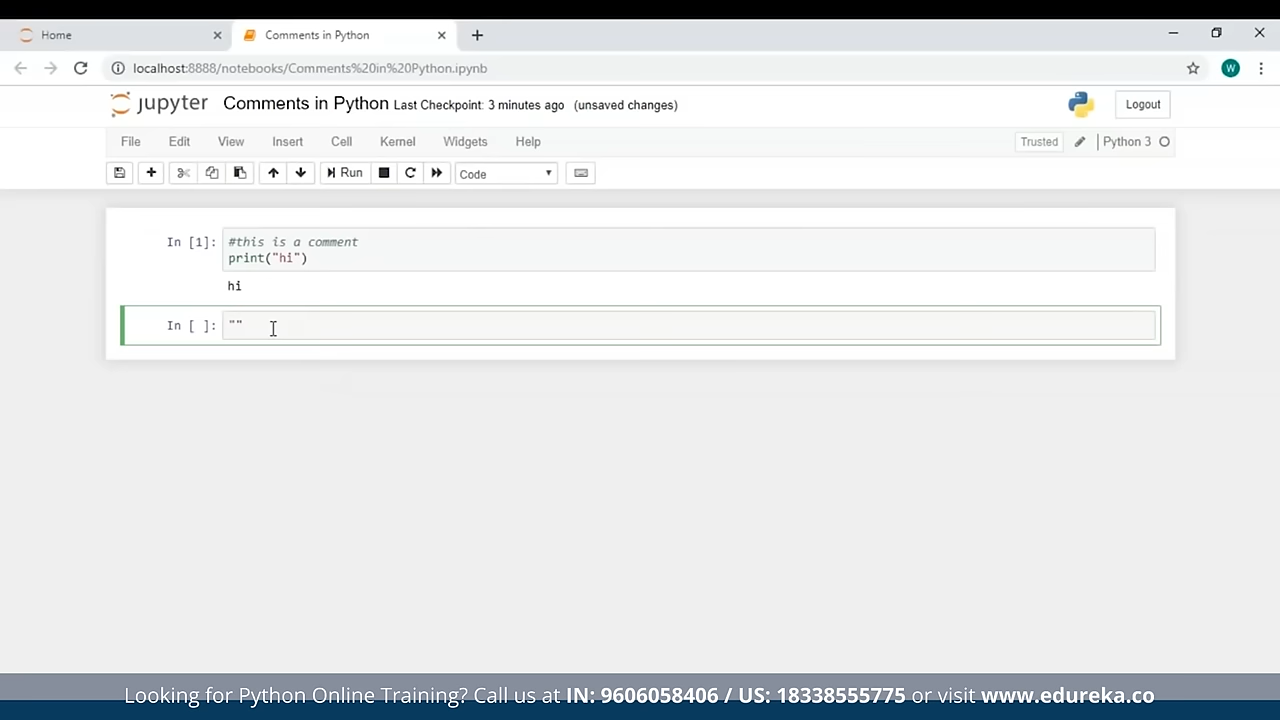 Home
Comments in Python
localhost:8888/notebooks/Comments%20in%20Python.ipynb
W
jupyter Comments in Python Last Checkpoint: 3 minutes ago (unsaved changes)
Logout
File Edit View Insert Cell Kernel Widgets Help
Trusted Python 3
Run Code
In [1]: #this is a comment
print("hi")
hi
In [ ]: ""
Looking for Python Online Training? Call us at IN: 9606058406 / US: 18338555775 or visit www.edureka.co